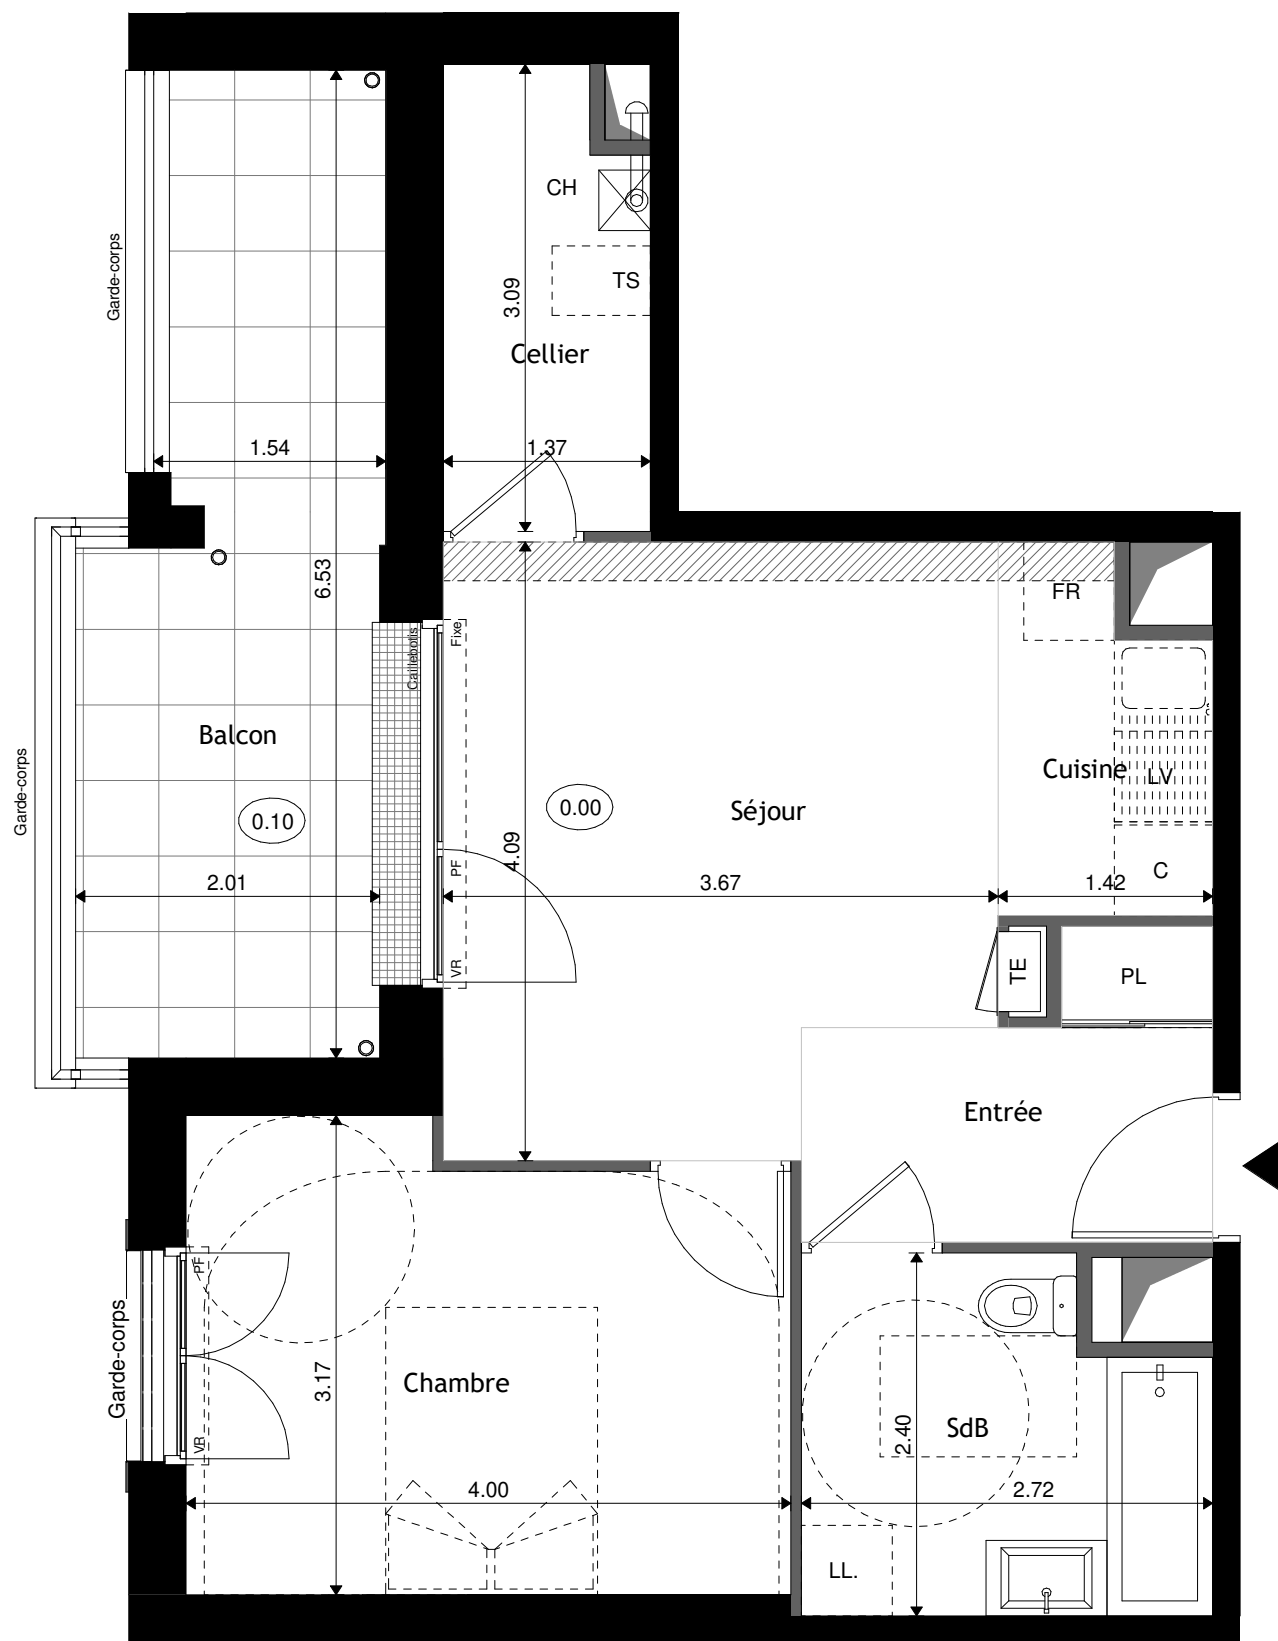 Garde-corps
CH
TS
3.09
Cellier
1.54
1.37
6.53
FR
Caillebotis
Fixe
Balcon
Cuisine
LV
Garde-corps
0.10
0.00
Séjour
4.09
PF
2.01
3.67
1.42
C
VR
TE
PL
Entrée
PF
Garde-corps
3.17
Chambre
VR
2.40
SdB
4.00
2.72
LL.